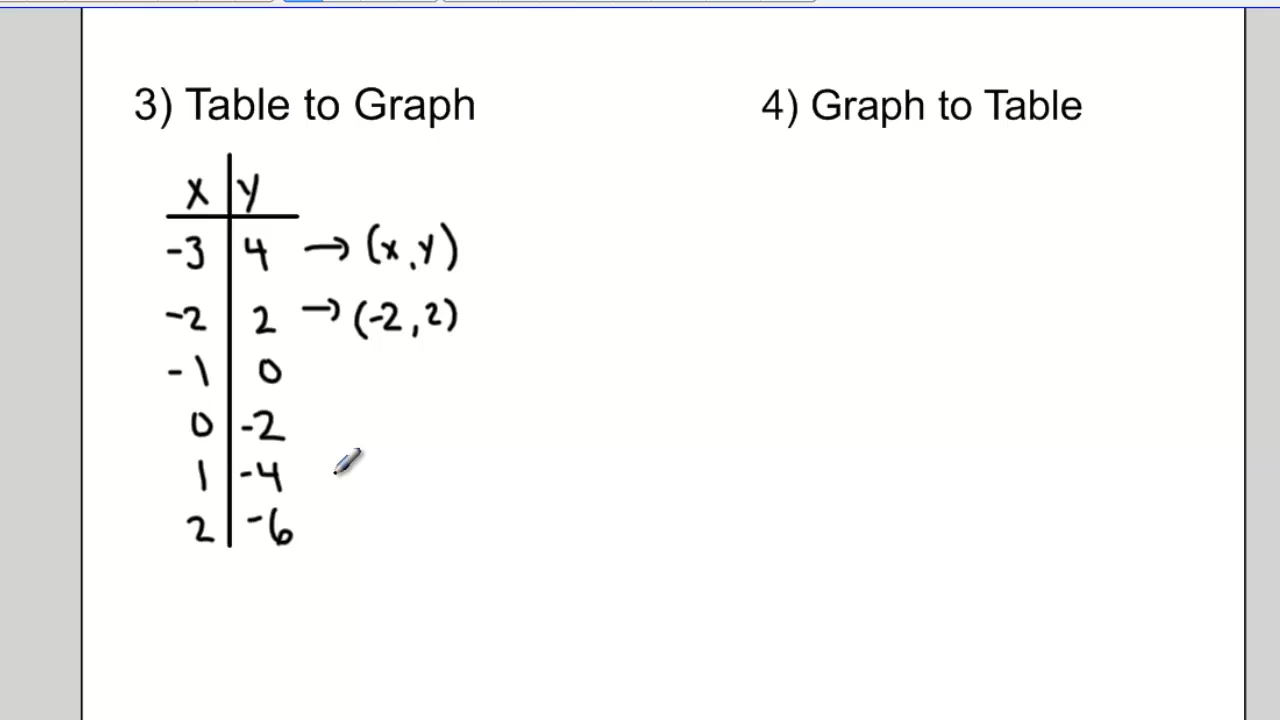 3) Table to Graph
4) Graph to Table
x y
-3 4 → (x, y)
-2 2 → (-2, 2)
-1 0
0 -2
1 -4
2 -6